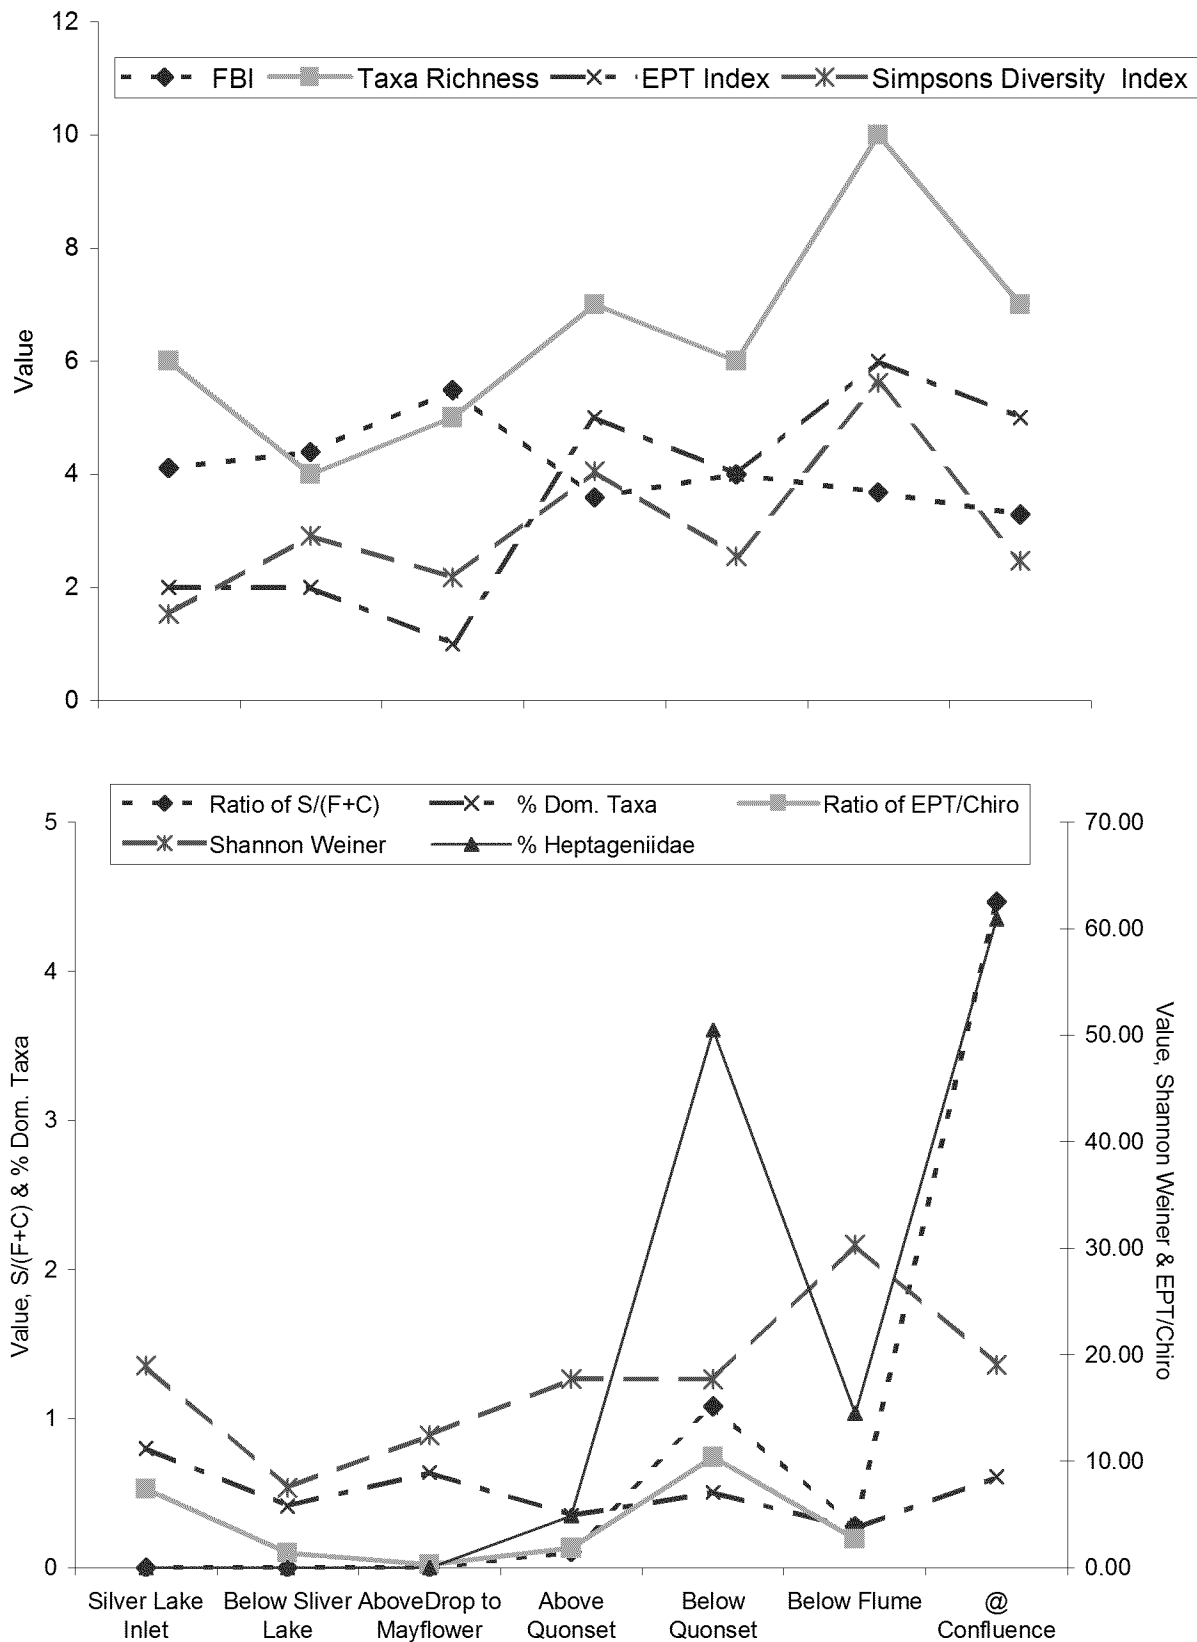 12
FBI Taxa Richness EPT Index Simpsons Diversity Index
10
8
6
4
2
0
Value
Ratio of S/(F+C) % Dom. Taxa Ratio of EPT/Chiro
Shannon Weiner % Heptageniidae
5
4
3
2
1
0
Value, S/(F+C) & % Dom. Taxa
70.00
60.00
50.00
40.00
30.00
20.00
10.00
0.00
Value, Shannon Weiner & EPT/Chiro
Silver Lake
Inlet
Below Sliver
Lake
Above Drop to
Mayflower
Above
Quonset
Below
Quonset
Below Flume
@
Confluence